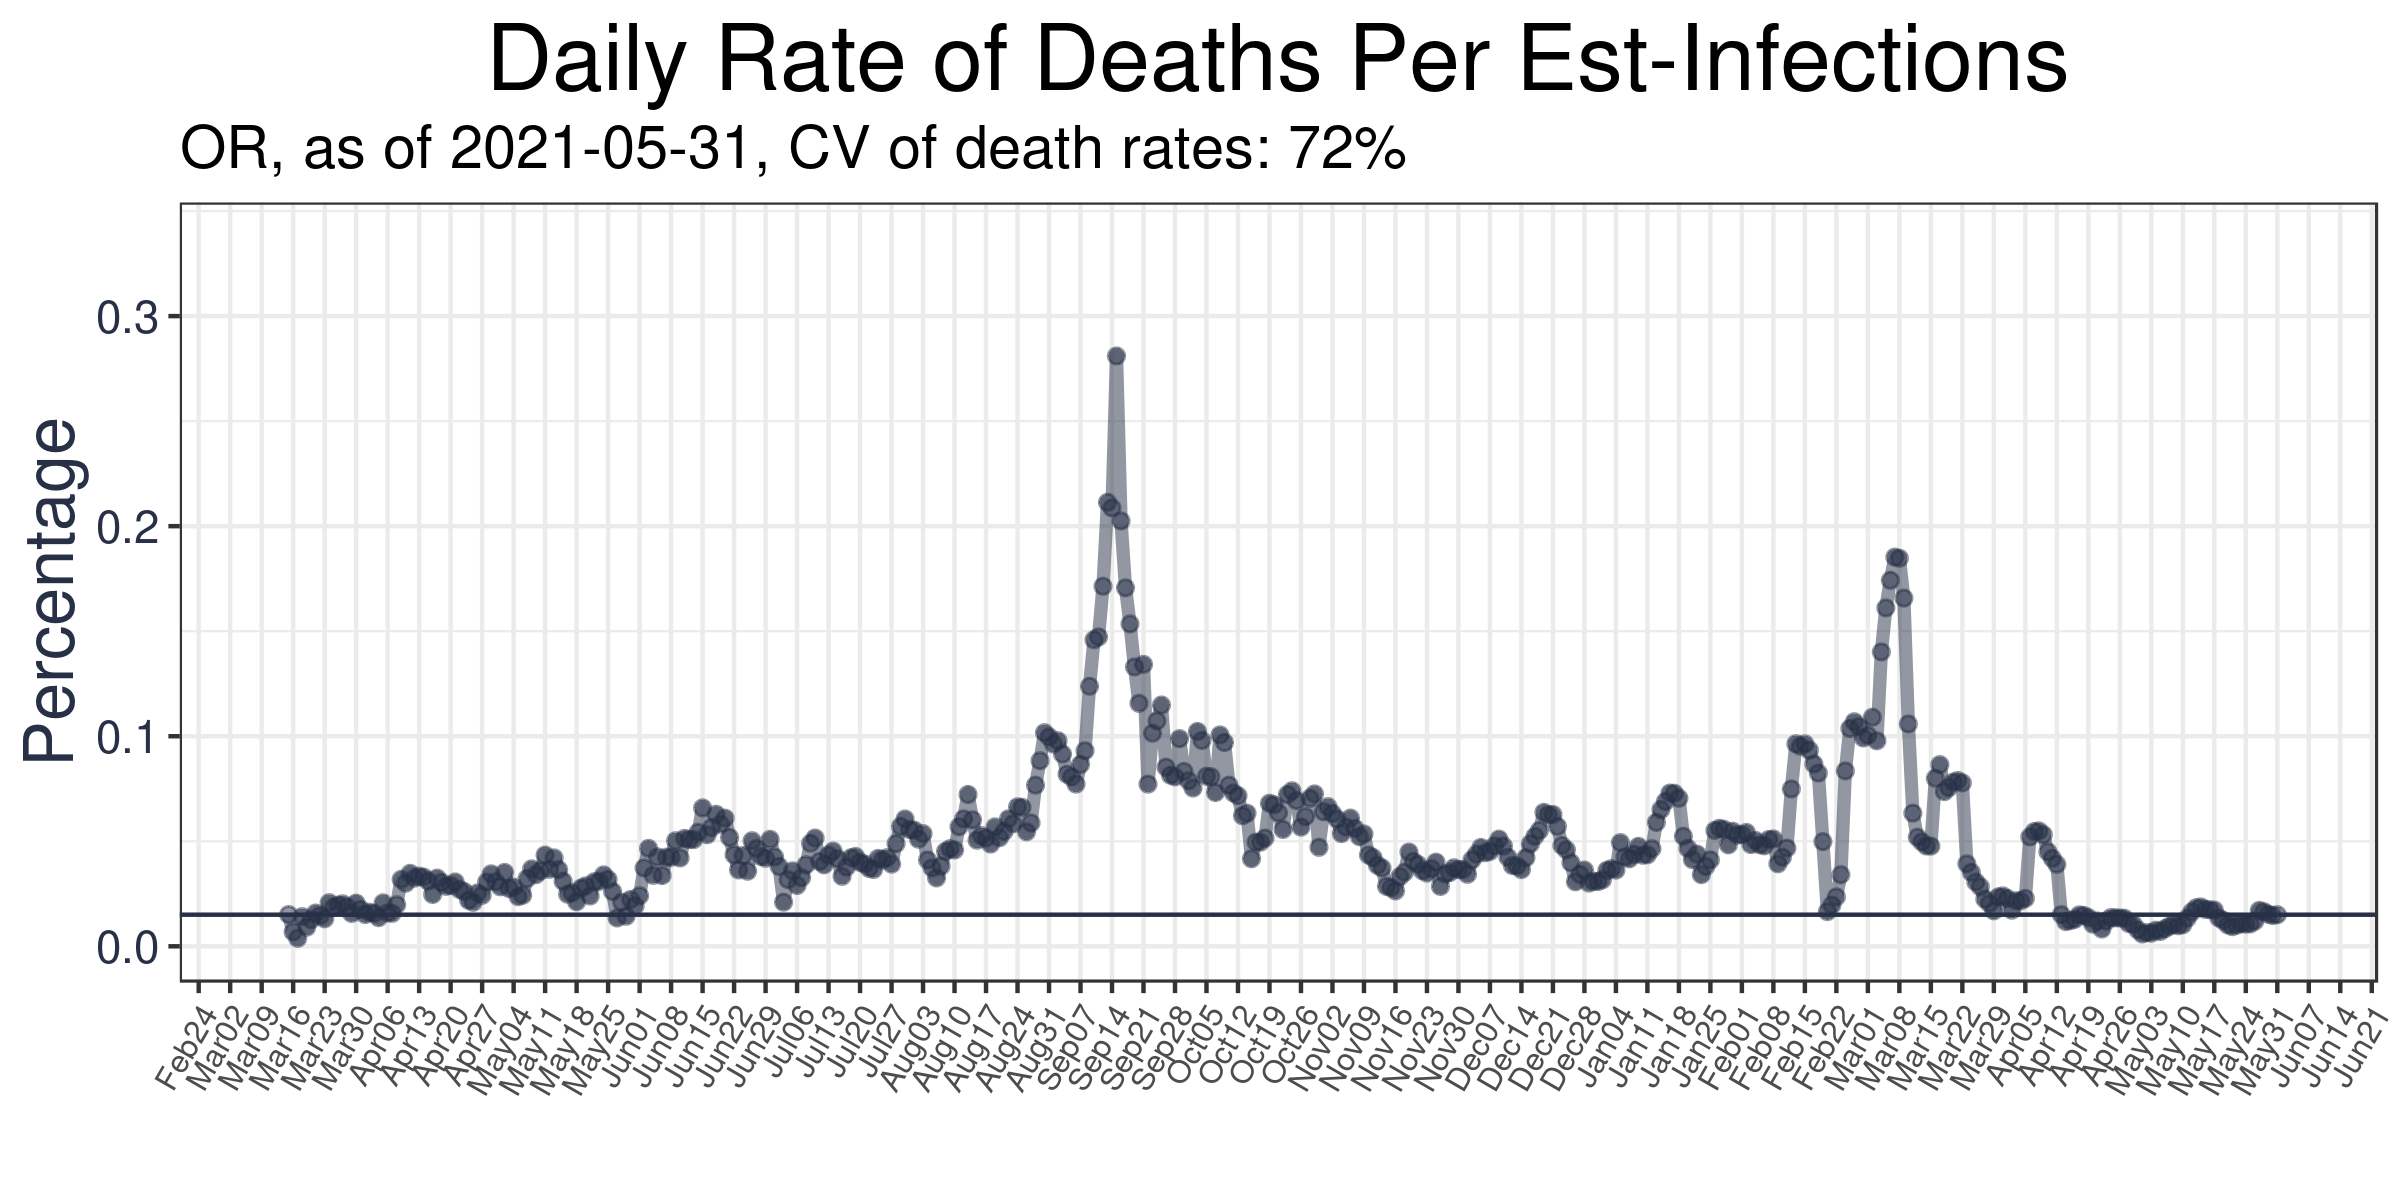 Daily Rate of Deaths Per Est-Infections
OR, as of 2021-05-31, CV of death rates: 72%
Percentage
0.3
0.2
0.1
0.0
Feb24
Mar02
Mar09
Mar16
Mar23
Mar30
Apr06
Apr13
Apr20
Apr27
May04
May11
May18
May25
Jun01
Jun08
Jun15
Jun22
Jun29
Jul06
Jul13
Jul20
Jul27
Aug03
Aug10
Aug17
Aug24
Aug31
Sep07
Sep14
Sep21
Sep28
Oct05
Oct12
Oct19
Oct26
Nov02
Nov09
Nov16
Nov23
Nov30
Dec07
Dec14
Dec21
Dec28
Jan04
Jan11
Jan18
Jan25
Feb01
Feb08
Feb15
Feb22
Mar01
Mar08
Mar15
Mar22
Mar29
Apr05
Apr12
Apr19
Apr26
May03
May10
May17
May24
May31
Jun07
Jun14
Jun21